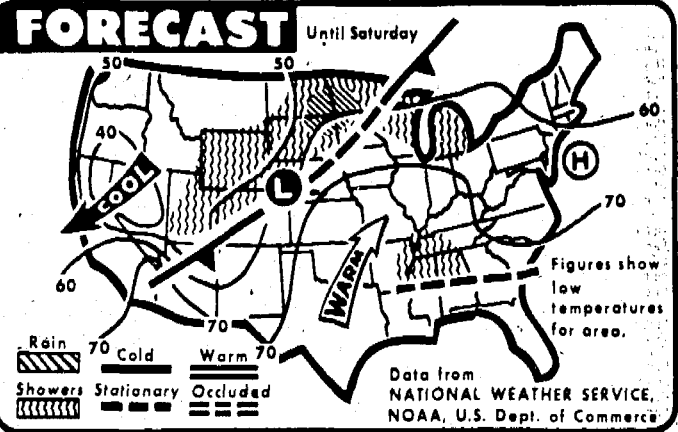 FORECAST
Until Saturday
50
50
60
40
COOL
L
H
70
WARM
60
Figures show
low
temperatures
for area.
70
70
70
Rain
Cold
Warm
Showers
Stationary
Occluded
Data from
NATIONAL WEATHER SERVICE,
NOAA, U.S. Dept. of Commerce